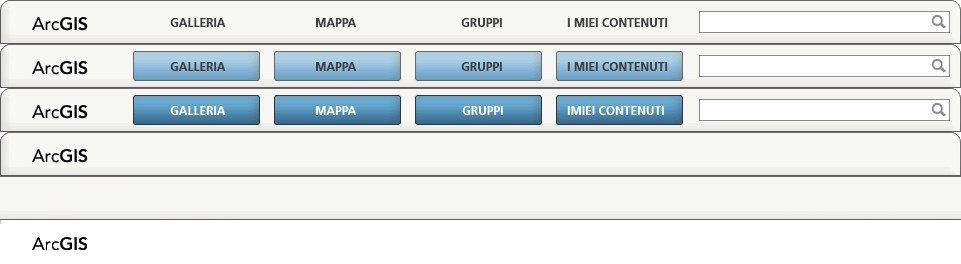 ArcGIS GALLERIA MAPPA GRUPPI I MIEI CONTENUTI
ArcGIS GALLERIA MAPPA GRUPPI I MIEI CONTENUTI
ArcGIS GALLERIA MAPPA GRUPPI IMIEI CONTENUTI
ArcGIS
ArcGIS